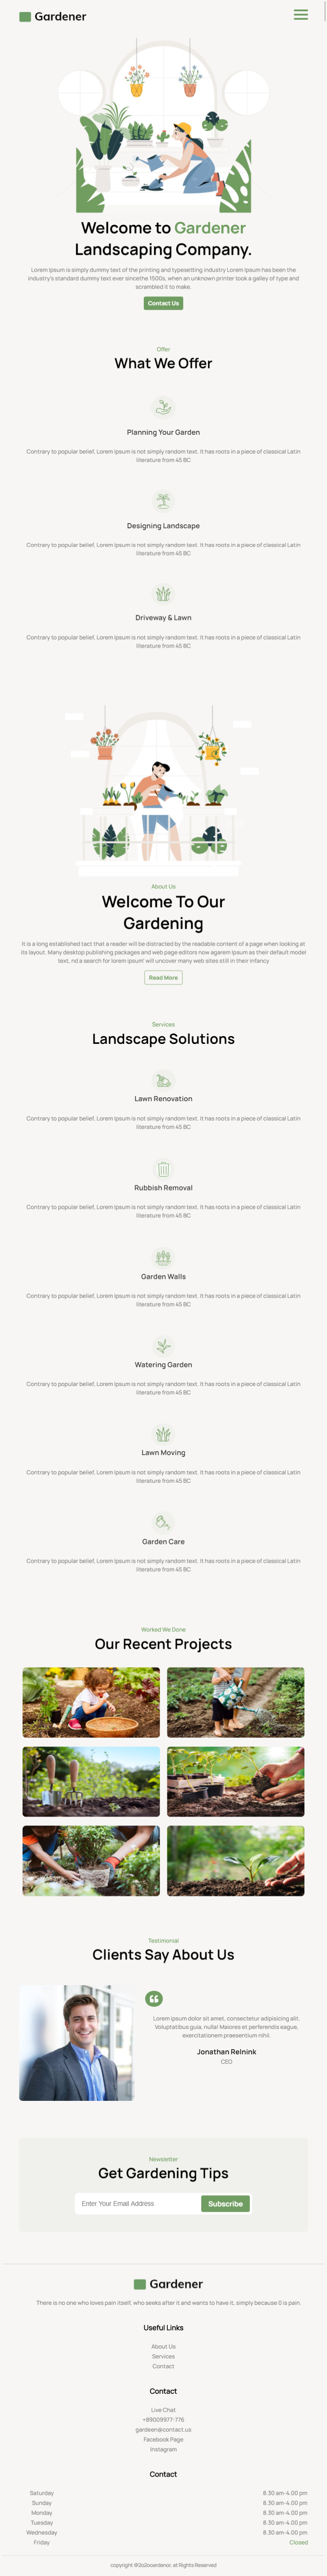 Gardener
Welcome to Gardener
Landscaping Company.
Lorem Ipsum is simply dummy text of the printing and typesetting industry Lorem Ipsum has been the
industry's standard dummy text ever sincethe 1500s, when an unknown printer took a galley of type and
scrambled it to make.
Contact Us
Offer
What We Offer
Planning Your Garden
Contrary to popular belief, Lorem Ipsum is not simply random text. It has roots in a piece of classical Latin
literature from 45 BC
Designing Landscape
Contrary to popular belief, Lorem Ipsum is not simply random text. It has roots in a piece of classical Latin
literature from 45 BC
Driveway & Lawn
Contrary to popular belief, Lorem Ipsum is not simply random text. It has roots in a piece of classical Latin
literature from 45 BC
About Us
Welcome To Our
Gardening
It is a long established tact that a reader will be distracted by the readable content of a page when looking at
its layout. Many desktop publishing packages and web page editors now agarem Ipsum as their default model
text, nd a search for lorem ipsum' will uncover many web sites still in their infancy
Read More
Services
Landscape Solutions
Lawn Renovation
Contrary to popular belief, Lorem Ipsum is not simply random text. It has roots in a piece of classical Latin
literature from 45 BC
Rubbish Removal
Contrary to popular belief, Lorem Ipsum is not simply random text. It has roots in a piece of classical Latin
literature from 45 BC
Garden Walls
Contrary to popular belief, Lorem Ipsum is not simply random text. It has roots in a piece of classical Latin
literature from 45 BC
Watering Garden
Contrary to popular belief, Lorem Ipsum is not simply random text. It has roots in a piece of classical Latin
literature from 45 BC
Lawn Moving
Contrary to popular belief, Lorem Ipsum is not simply random text. It has roots in a piece of classical Latin
literature from 45 BC
Garden Care
Contrary to popular belief, Lorem Ipsum is not simply random text. It has roots in a piece of classical Latin
literature from 45 BC
Worked We Done
Our Recent Projects
Testimonial
Clients Say About Us
Lorem ipsum dolor sit amet, consectetur adipisicing alit.
Voluptatibus guia, nulla! Maiores et perferendis eague,
exercitationem praesentium nihil.
Jonathan Relnink
CEO
Newsletter
Get Gardening Tips
Enter Your Email Address
Subscribe
Gardener
There is no one who loves pain itself, who seeks after it and wants to have it, simply because 0 is pain.
Useful Links
About Us
Services
Contact
Contact
Live Chat
+89009977-776
gardeen@contact.us
Facebook Page
Instagram
Contact
Saturday 8.30 am-4.00 pm
Sunday 8.30 am-4.00 pm
Monday 8.30 am-4.00 pm
Tuesday 8.30 am-4.00 pm
Wednesday 8.30 am-4.00 pm
Friday Closed
at Rights Reserved